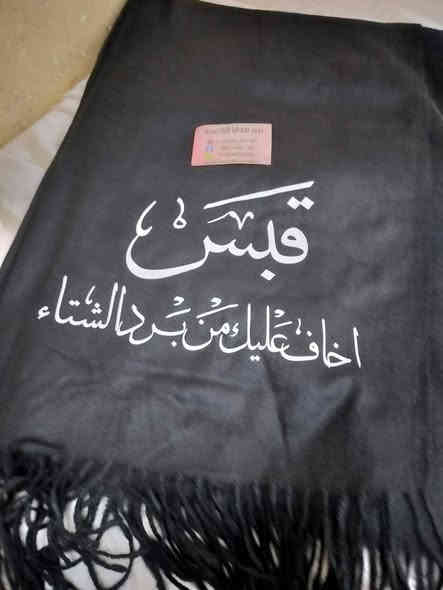 قبس
اخاف عليك من برد الشتاء